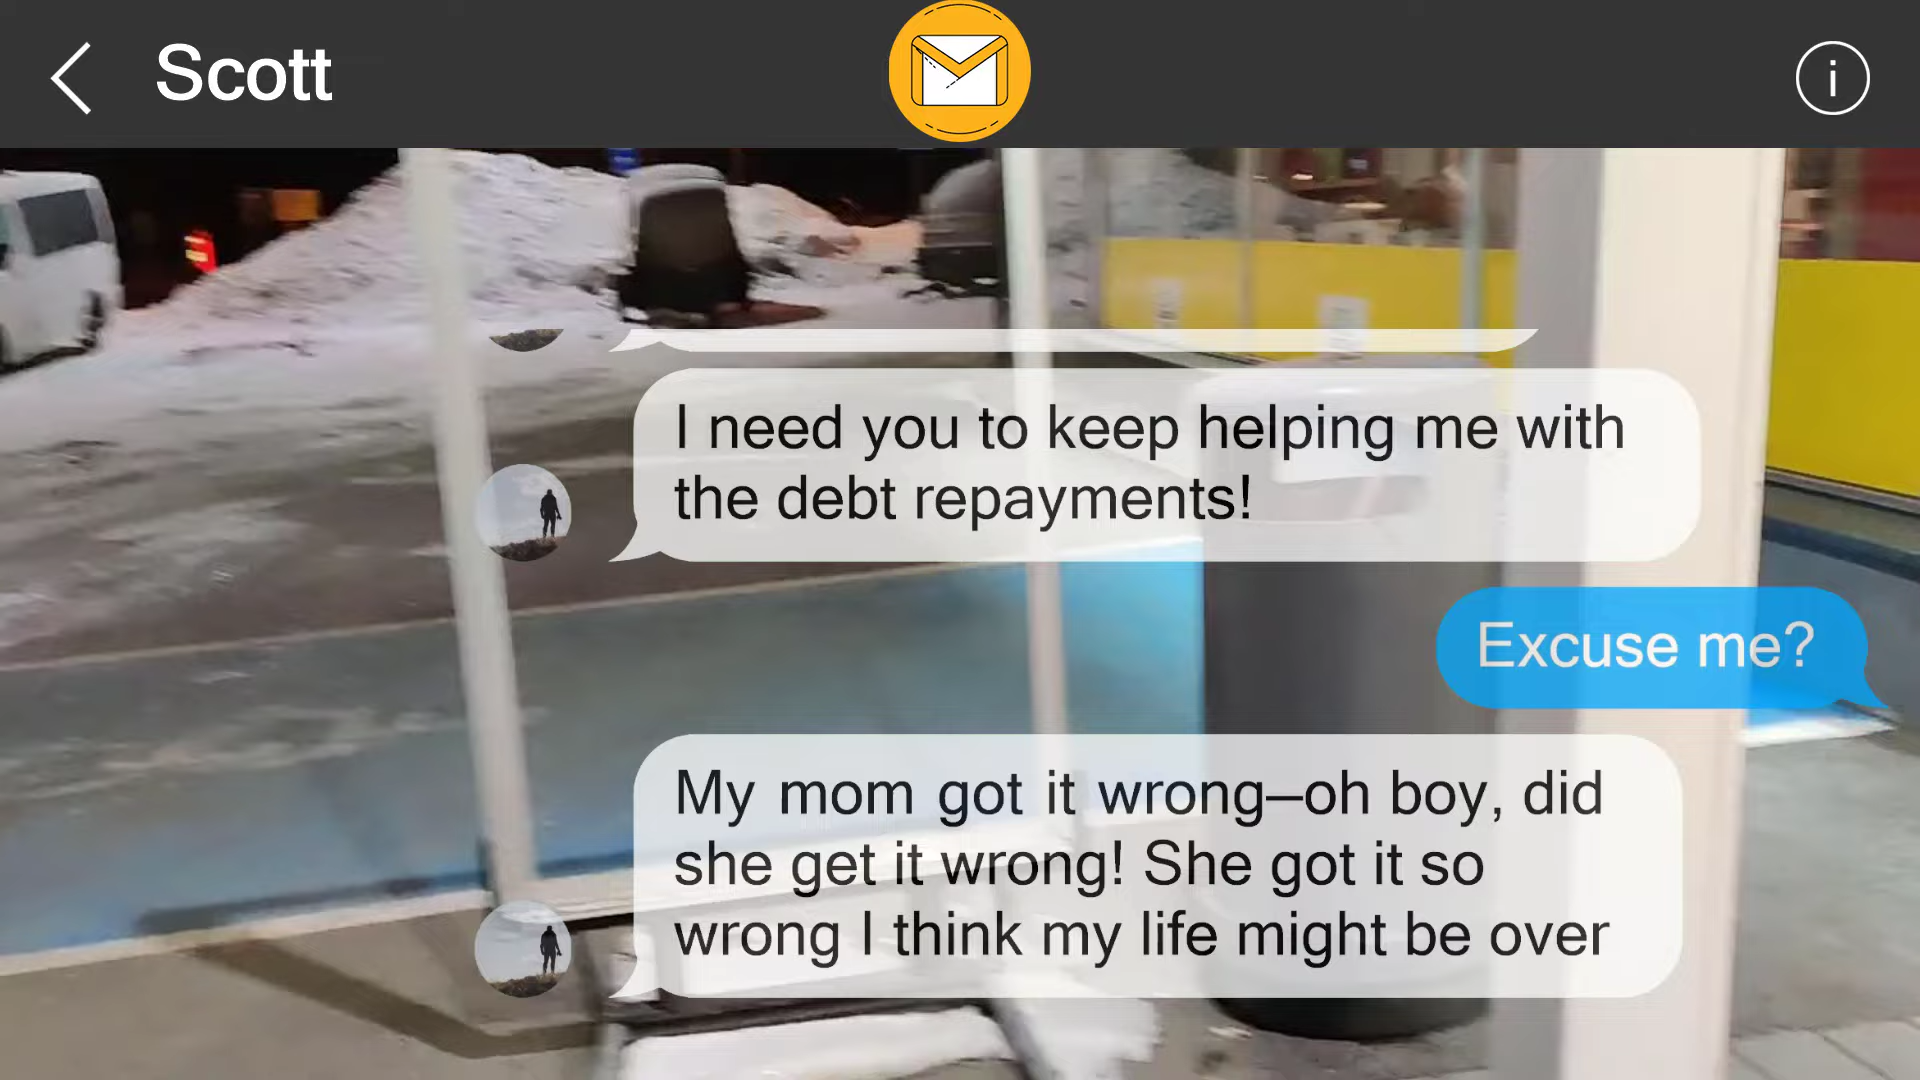 Scott
I need you to keep helping me with
the debt repayments!
Excuse me?
My mom got it wrong—oh boy, did
she get it wrong! She got it so
wrong I think my life might be over